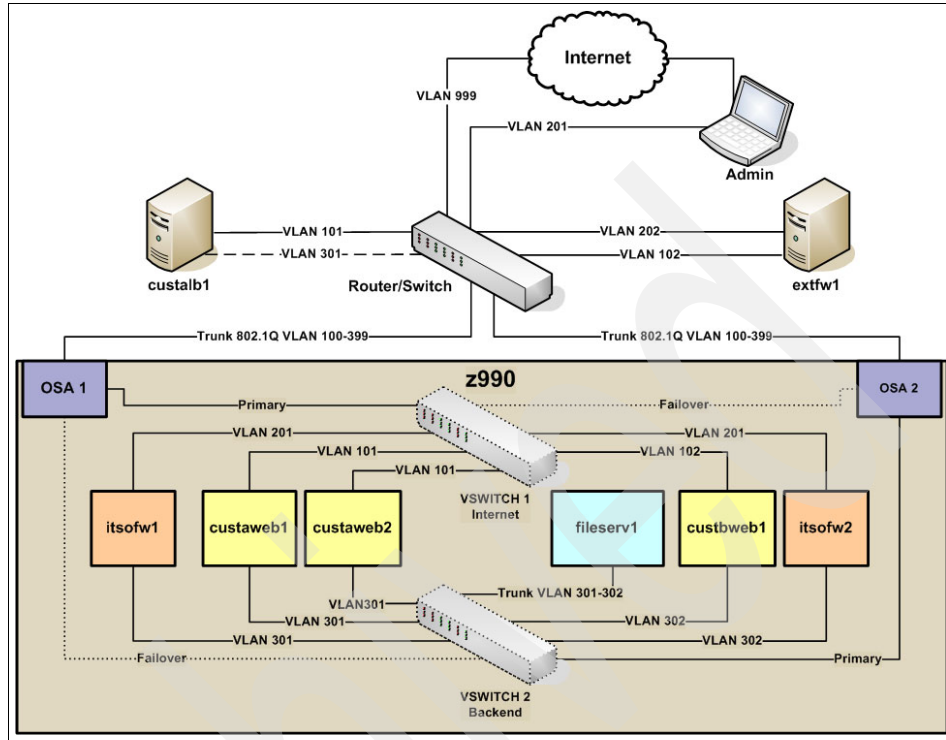 Internet
VLAN 999
VLAN 201
Admin
VLAN 101
VLAN 202
VLAN 301
VLAN 102
custalb1
Router/Switch
extfw1
Trunk 802.1Q VLAN 100-399
Trunk 802.1Q VLAN 100-399
OSA 1
z990
OSA 2
Primary
Failover
VLAN 201
VLAN 201
VLAN 101
VLAN 102
VLAN 101
VSWITCH 1
Internet
itsofw1
custaweb1
custaweb2
fileserv1
custbweb1
itsofw2
Trunk VLAN 301-302
VLAN301
VLAN 301
VLAN 302
VLAN 301
VLAN 302
Failover
Primary
VSWITCH 2
Backend